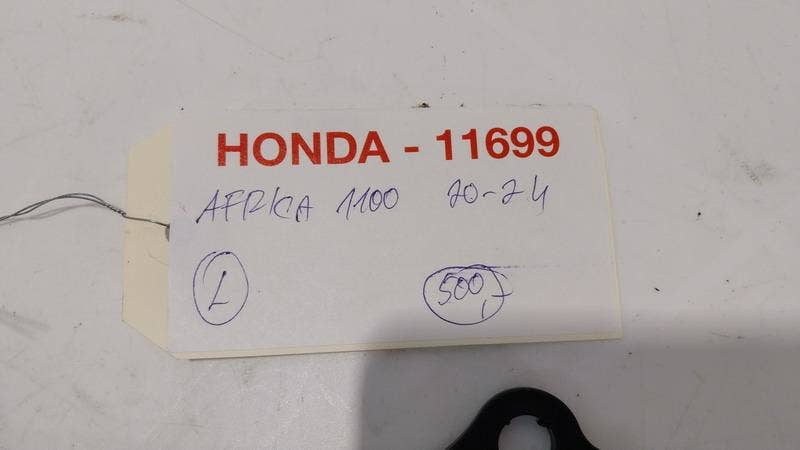 HONDA - 11699
AFRICA 1100 20-24
L 500,-